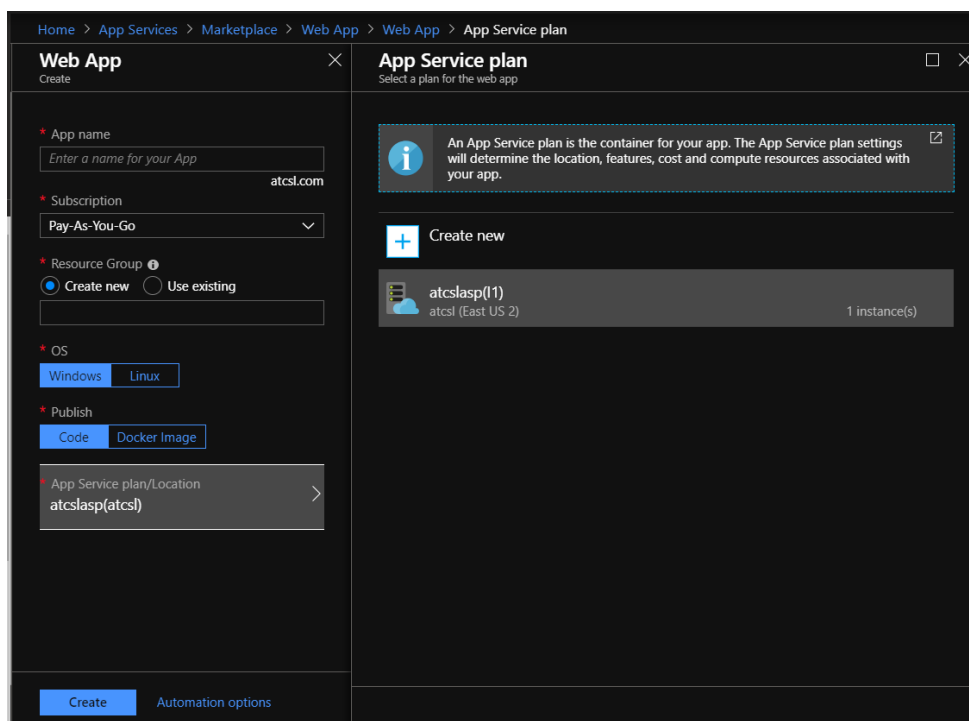 Home > App Services > Marketplace > Web App > Web App > App Service plan
Web App
Create
* App name
Enter a name for your App
atcsl.com
* Subscription
Pay-As-You-Go
* Resource Group
Create new Use existing
* OS
Windows Linux
* Publish
Code Docker Image
* App Service plan/Location
atcslasp(atcsl)
Create Automation options
App Service plan
Select a plan for the web app
An App Service plan is the container for your app. The App Service plan settings
will determine the location, features, cost and compute resources associated with
your app.
Create new
atcslasp(I1)
atcsl (East US 2) 1 instance(s)